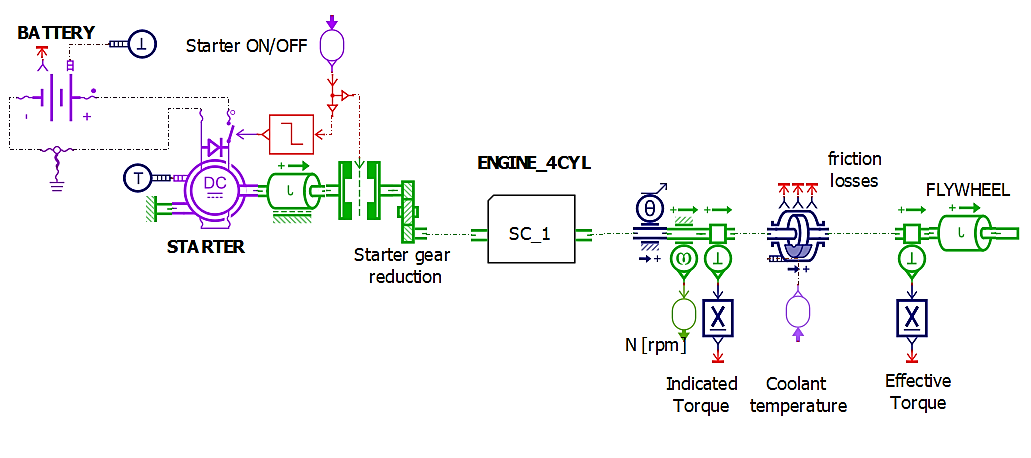 BATTERY
Starter ON/OFF
- +
T
DC
STARTER
+
Starter gear
reduction
ENGINE_4CYL
SC_1
θ
+
+ +
ω
X
N [rpm]
Indicated
Torque
friction
losses
+
Coolant
temperature
FLYWHEEL
+ +
X
Effective
Torque